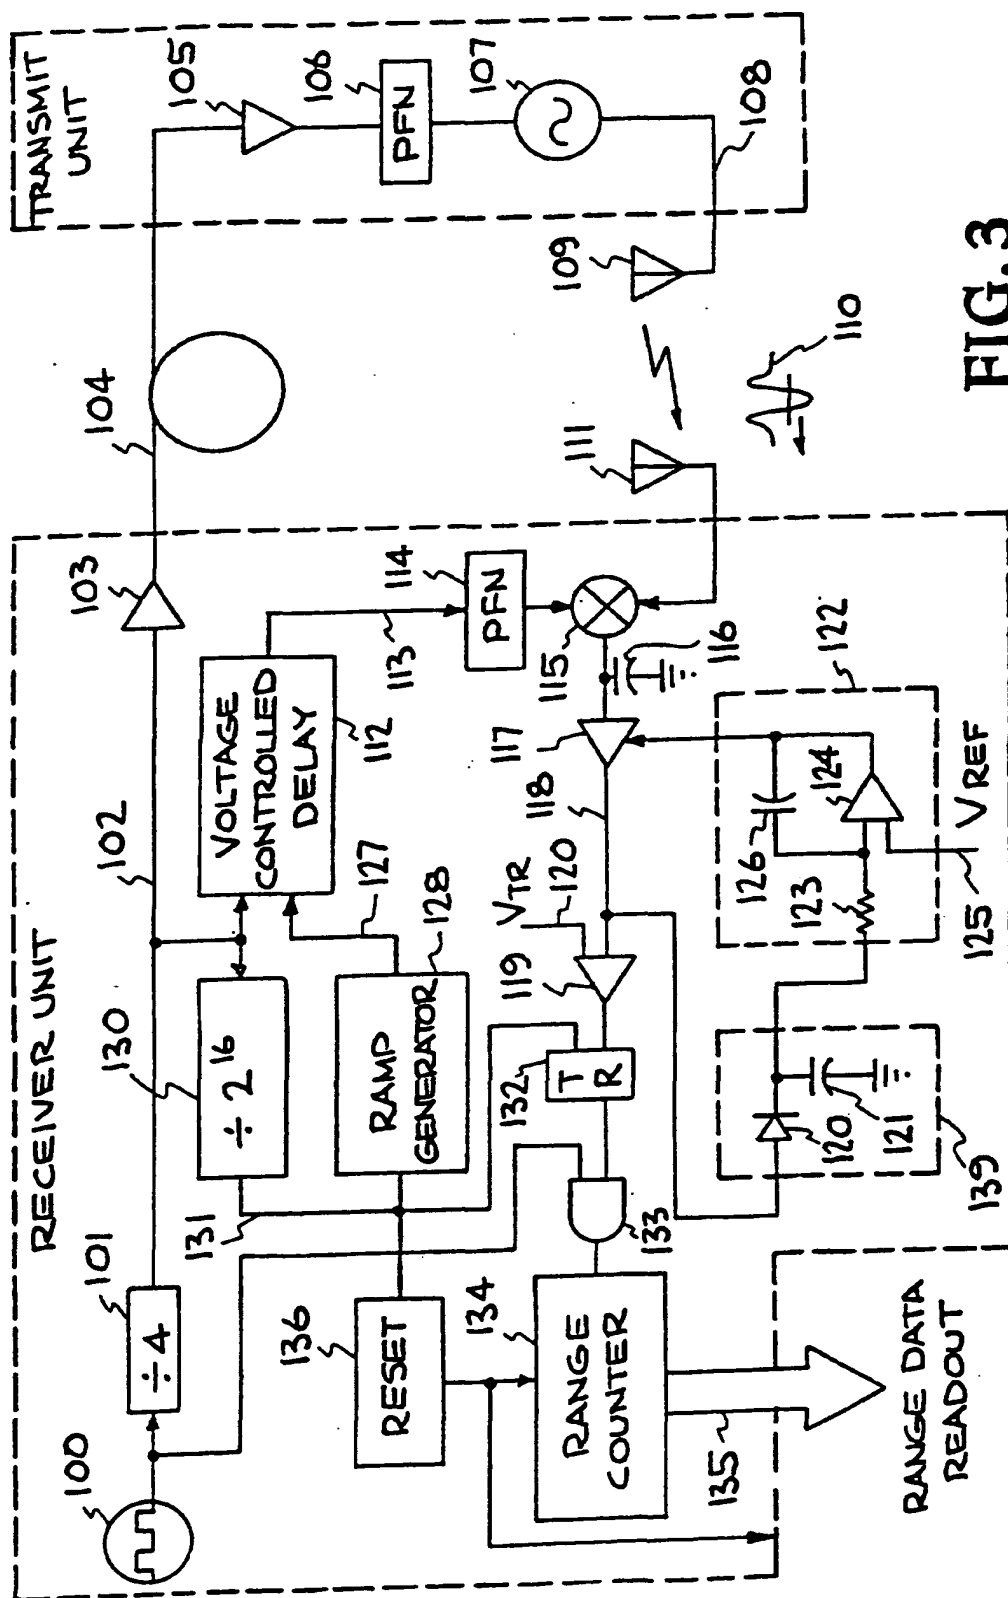 TRANSMIT
UNIT
105
106
PFN
107
108
109
110
111
104
FIG.3
RECEIVER UNIT
103
102
101
÷ 4
100
130
÷ 2^16
131
VOLTAGE
CONTROLLED
DELAY
112
113
114
PFN
115
116
117
118
127
RAMP
GENERATOR
128
VTR
120
119
132
T
R
133
136
RESET
134
RANGE
COUNTER
135
122
123
124
126
125
VREF
120
121
139
RANGE DATA
READOUT